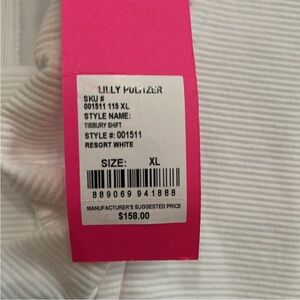 LILLY PULITZER
SKU #
001511 115 XL
STYLE NAME:
TISBURY SHIFT
STYLE #: 001511
RESORT WHITE
SIZE: XL
889069 941888
MANUFACTURER'S SUGGESTED PRICE
$158.00